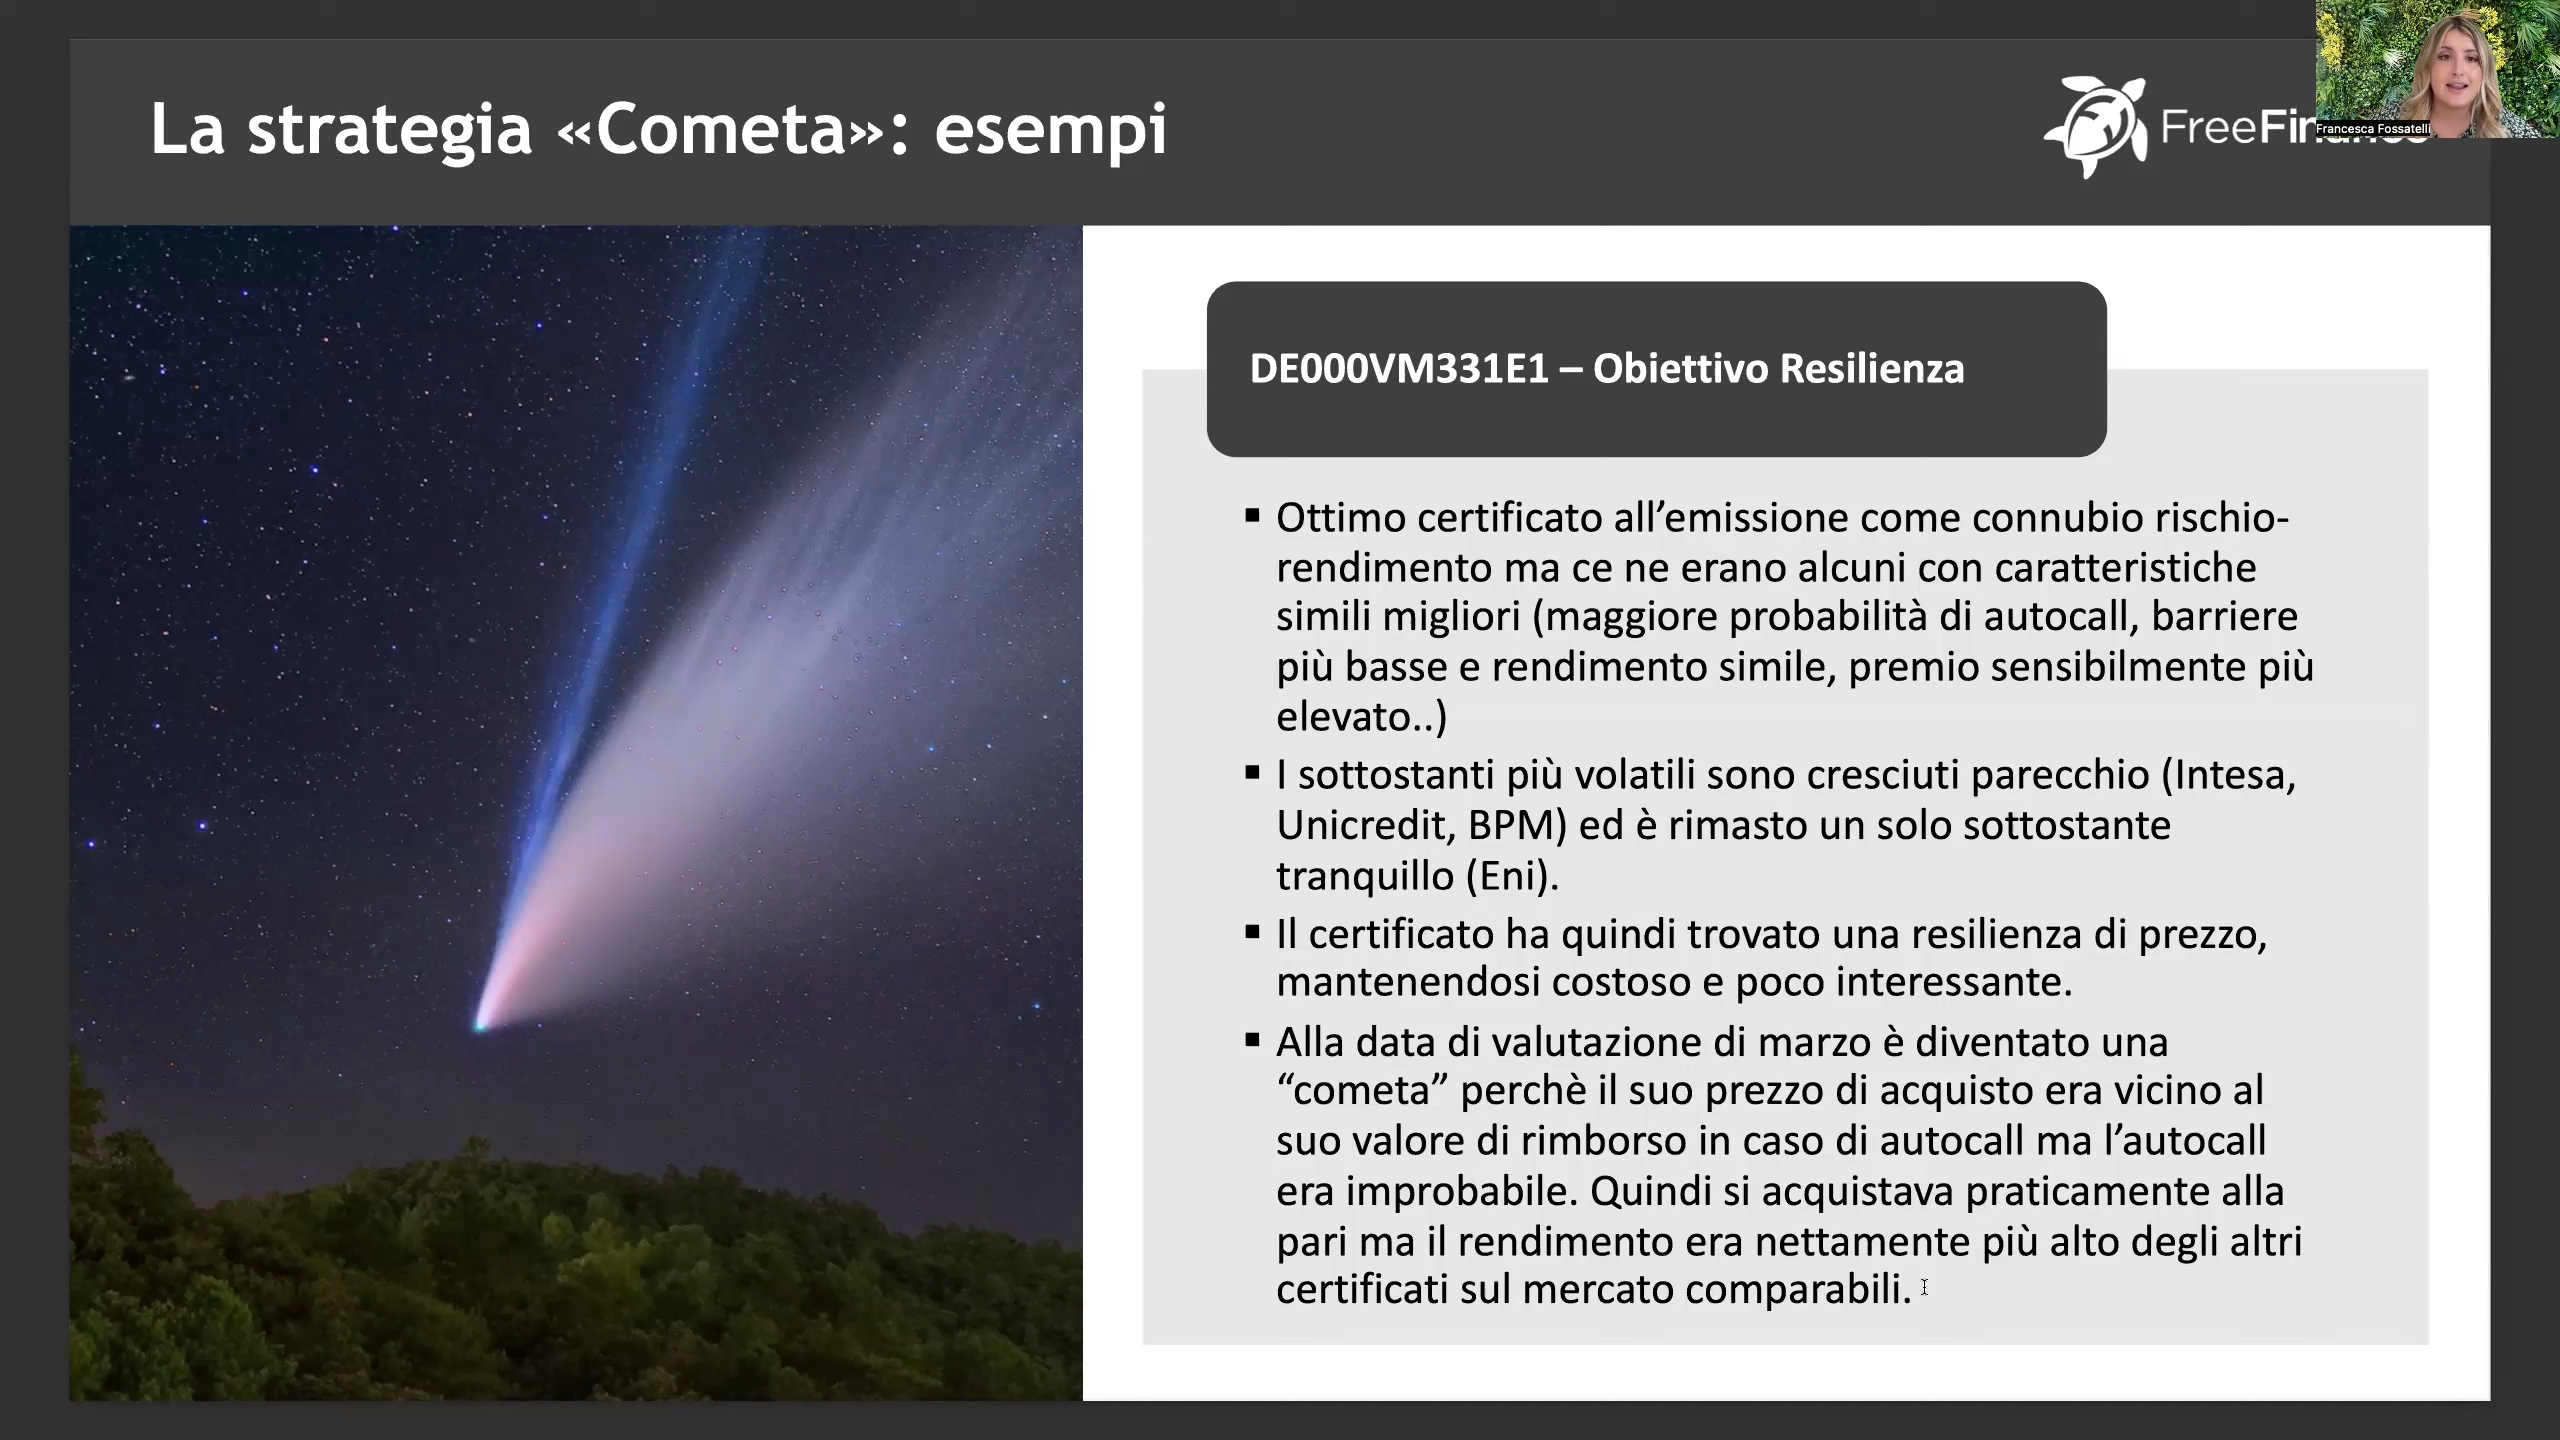 La strategia «Cometa»: esempi
Francesca Fossatelli
DE000VM331E1 – Obiettivo Resilienza
▪ Ottimo certificato all’emissione come connubio rischio-
rendimento ma ce ne erano alcuni con caratteristiche
simili migliori (maggiore probabilità di autocall, barriere
più basse e rendimento simile, premio sensibilmente più
elevato..)
▪ I sottostanti più volatili sono cresciuti parecchio (Intesa,
Unicredit, BPM) ed è rimasto un solo sottostante
tranquillo (Eni).
▪ Il certificato ha quindi trovato una resilienza di prezzo,
mantenendosi costoso e poco interessante.
▪ Alla data di valutazione di marzo è diventato una
“cometa” perchè il suo prezzo di acquisto era vicino al
suo valore di rimborso in caso di autocall ma l’autocall
era improbabile. Quindi si acquistava praticamente alla
pari ma il rendimento era nettamente più alto degli altri
certificati sul mercato comparabili.